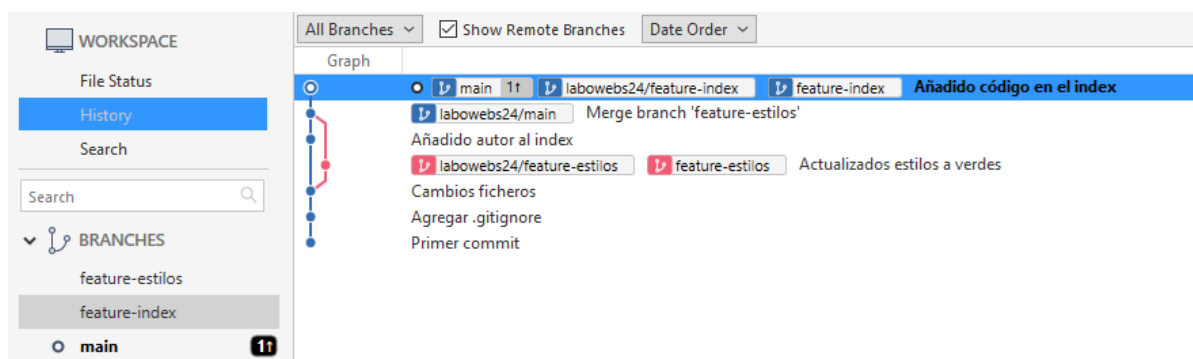 WORKSPACE
File Status
History
Search
Search
BRANCHES
feature-estilos
feature-index
main 1↑
All Branches Show Remote Branches Date Order
Graph
main 1↑ labowebs24/feature-index feature-index Añadido código en el index
labowebs24/main Merge branch 'feature-estilos'
Añadido autor al index
labowebs24/feature-estilos feature-estilos Actualizados estilos a verdes
Cambios ficheros
Agregar .gitignore
Primer commit